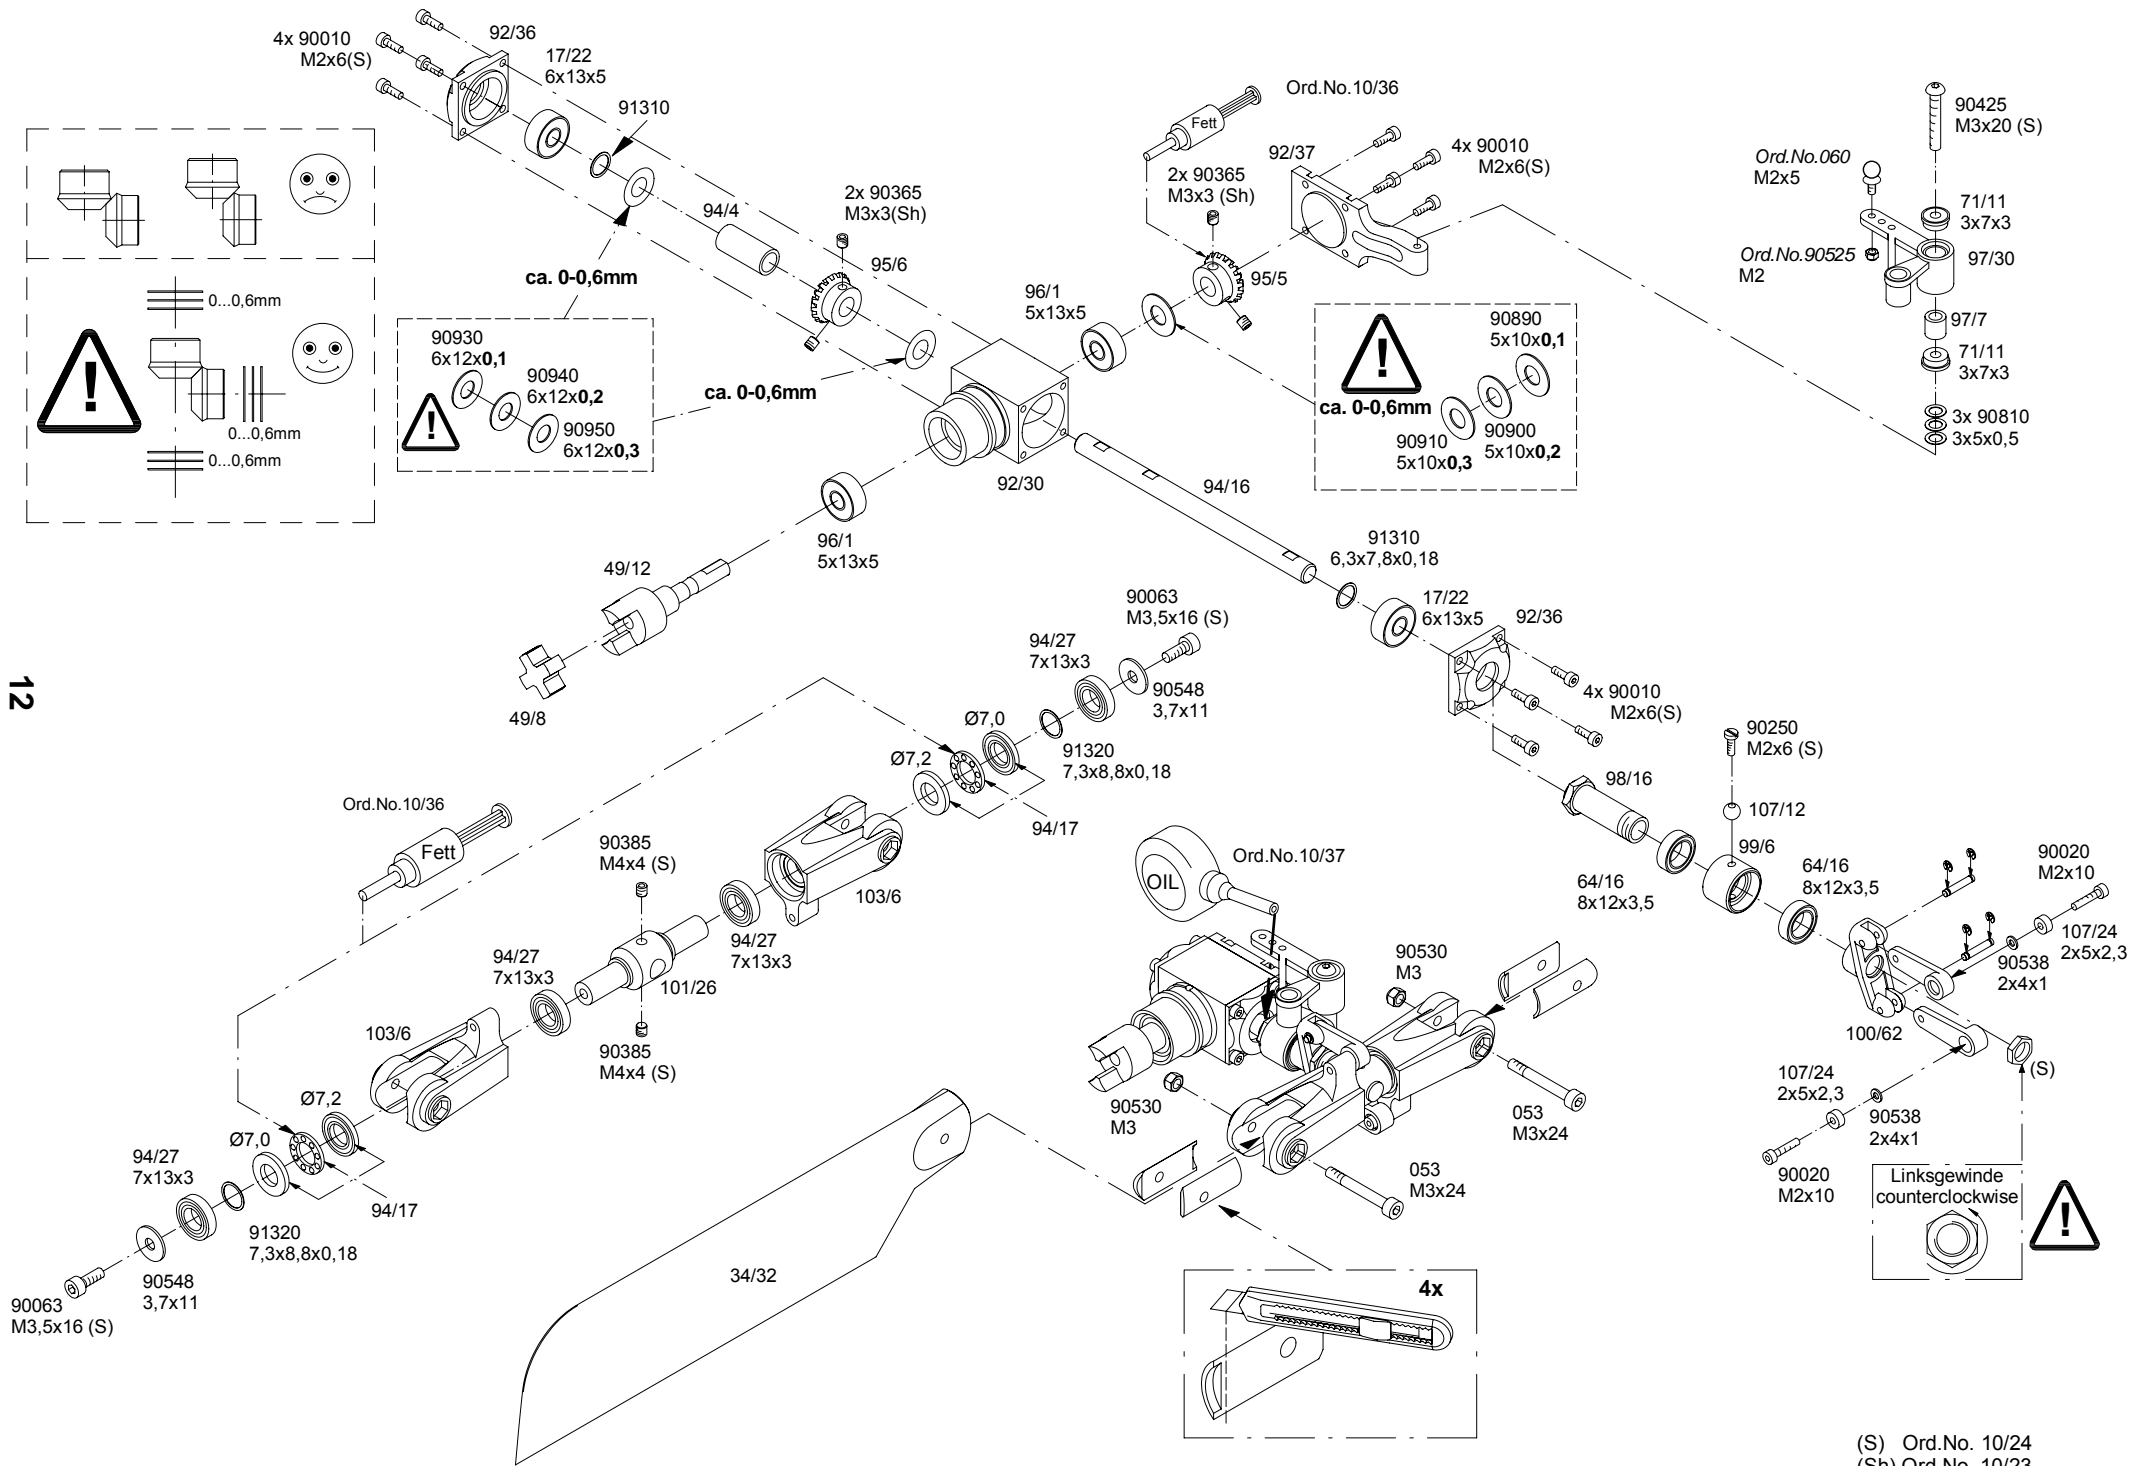 4x 90010
M2x6(S)
92/36
17/22
6x13x5
91310
94/4
2x 90365
M3x3(Sh)
95/6
ca. 0-0,6mm
Fett
Ord.No.10/36
2x 90365
M3x3 (Sh)
92/37
4x 90010
M2x6(S)
95/5
96/1
5x13x5
90425
M3x20 (S)
Ord.No.060
M2x5
71/11
3x7x3
Ord.No.90525
M2
97/30
97/7
71/11
3x7x3
3x 90810
3x5x0,5
0...0,6mm
!
0...0,6mm
0...0,6mm
90930
6x12x0,1
90940
6x12x0,2
90950
6x12x0,3
!
ca. 0-0,6mm
!
ca. 0-0,6mm
90890
5x10x0,1
90900
5x10x0,2
90910
5x10x0,3
92/30
94/16
96/1
5x13x5
49/12
49/8
91310
6,3x7,8x0,18
17/22
6x13x5
92/36
4x 90010
M2x6(S)
90063
M3,5x16 (S)
94/27
7x13x3
90548
3,7x11
Ø7,0
91320
7,3x8,8x0,18
Ø7,2
94/17
12
Ord.No.10/36
Fett
90385
M4x4 (S)
103/6
94/27
7x13x3
94/27
7x13x3
101/26
90385
M4x4 (S)
103/6
Ø7,2
Ø7,0
94/27
7x13x3
94/17
91320
7,3x8,8x0,18
90548
3,7x11
90063
M3,5x16 (S)
34/32
OIL
Ord.No.10/37
90530
M3
90530
M3
053
M3x24
053
M3x24
4x
90250
M2x6 (S)
98/16
107/12
99/6
64/16
8x12x3,5
64/16
8x12x3,5
90020
M2x10
107/24
2x5x2,3
90538
2x4x1
100/62
(S)
107/24
2x5x2,3
90538
2x4x1
90020
M2x10
Linksgewinde
counterclockwise
!
(S) Ord.No. 10/24
(Sh) Ord.No. 10/23